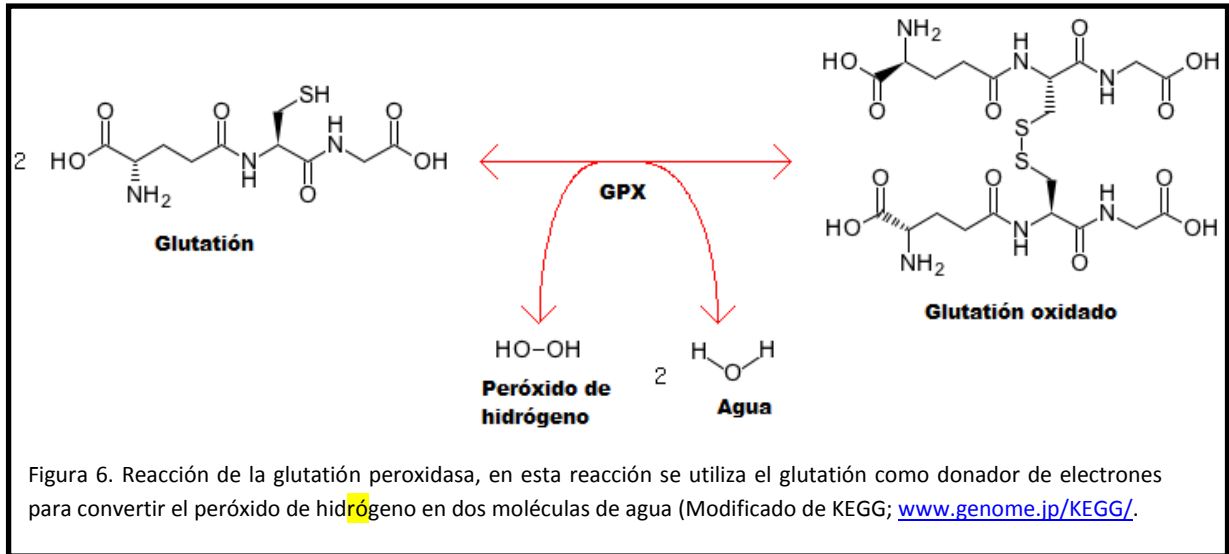 NH2
O
O
HO
N
H
OH
O
O
H
N
O
SH
O
O
H
N
S
S
2
HO
N
H
OH
NH2
O
GPX
O
O
H
N
HO
N
H
OH
NH2
O
O
Glutatión
Glutatión oxidado
HO–OH
2
H
H
O
Peróxido de
hidrógeno
Agua
Figura 6. Reacción de la glutatión peroxidasa, en esta reacción se utiliza el glutatión como donador de electrones
para convertir el peróxido de hidrógeno en dos moléculas de agua (Modificado de KEGG; www.genome.jp/KEGG/.